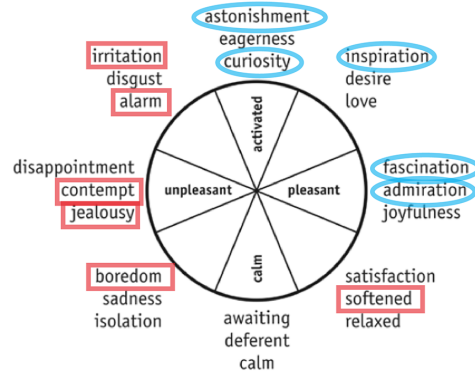 astonishment
eagerness
curiosity
irritation
disgust
alarm
inspiration
desire
love
activated
disappointment
contempt
jealousy
unpleasant
pleasant
fascination
admiration
joyfulness
calm
boredom
sadness
isolation
satisfaction
softened
relaxed
awaiting
deferent
calm